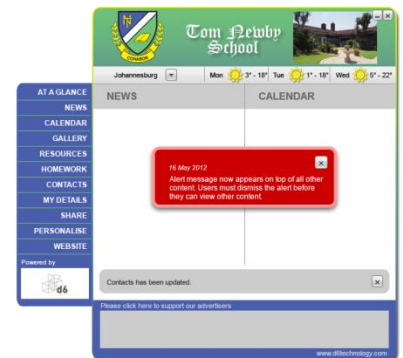 Tom Newby
School
CONABOR
Johannesburg Mon 3° - 18° Tue 1° - 18° Wed 5° - 22°
AT A GLANCE
NEWS
CALENDAR
GALLERY
RESOURCES
HOMEWORK
CONTACTS
MY DETAILS
SHARE
PERSONALISE
WEBSITE
Powered by
d6
NEWS CALENDAR
16 May 2012
Alert message now appears on top of all other
content. Users must dismiss the alert before
they can view other content.
Contacts has been updated.
Please click here to support our advertisers
www.d6technology.com